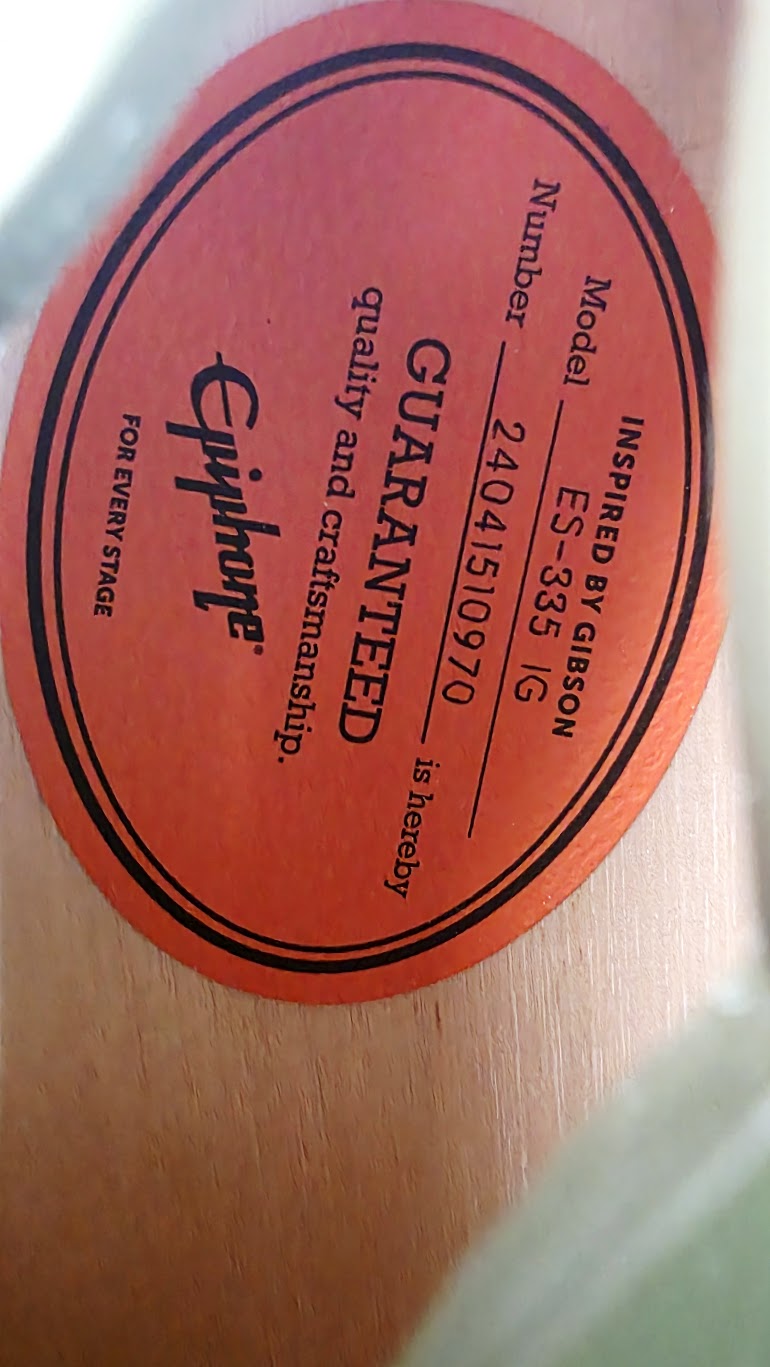 INSPIRED BY GIBSON
Model ES-335 IG
Number 24041510970 is hereby
GUARANTEED
quality and craftsmanship.
Epiphone®
FOR EVERY STAGE